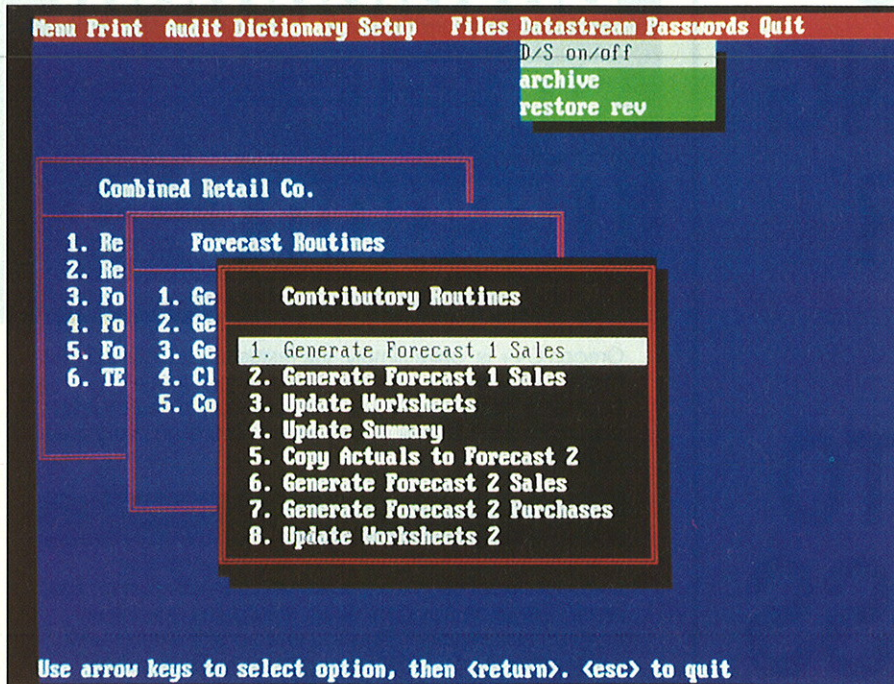 Menu Print Audit Dictionary Setup Files Datastream Passwords Quit
D/S on/off
archive
restore rev
Combined Retail Co.
1. Re
2. Re
3. Fo
4. Fo
5. Fo
6. TE
Forecast Routines
1. Ge
2. Ge
3. Ge
4. Cl
5. Co
Contributory Routines
1. Generate Forecast 1 Sales
2. Generate Forecast 1 Sales
3. Update Worksheets
4. Update Summary
5. Copy Actuals to Forecast 2
6. Generate Forecast 2 Sales
7. Generate Forecast 2 Purchases
8. Update Worksheets 2
Use arrow keys to select option, then <return>. <esc> to quit